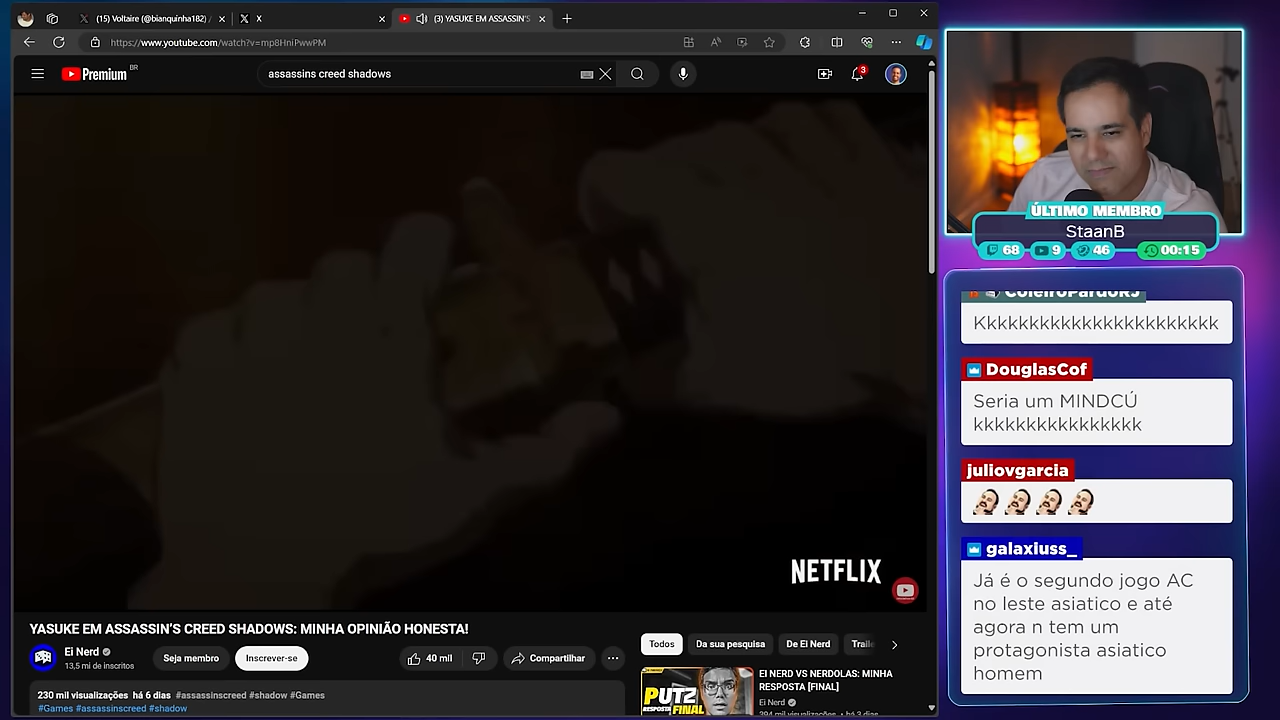 (15) Voltaire (@bianquinha182) /
X
(3) YASUKE EM ASSASSIN'S
https://www.youtube.com/watch?v=mp8HniPwwPM
Premium
BR
assassins creed shadows
3
NETFLIX
YASUKE EM ASSASSIN'S CREED SHADOWS: MINHA OPINIÃO HONESTA!
Ei Nerd
13,5 mi de inscritos
Seja membro
Inscrever-se
40 mil
Compartilhar
230 mil visualizações há 6 dias #assassinscreed #shadow #Games
#Games #assassinscreed #shadow
Todos
Da sua pesquisa
De Ei Nerd
PUTZ
RESPOSTA
FINAL
EI NERD VS NERDOLAS: MINHA
RESPOSTA [FINAL]
Ei Nerd
ÚLTIMO MEMBRO
StaanB
68
9
46
00:15
ColeiroPardoRJ
Kkkkkkkkkkkkkkkkkkkkkk
DouglasCof
Seria um MINDCÚ
kkkkkkkkkkkkkkkk
juliovgarcia
galaxiuss_
Já é o segundo jogo AC
no leste asiatico e até
agora n tem um
protagonista asiatico
homem